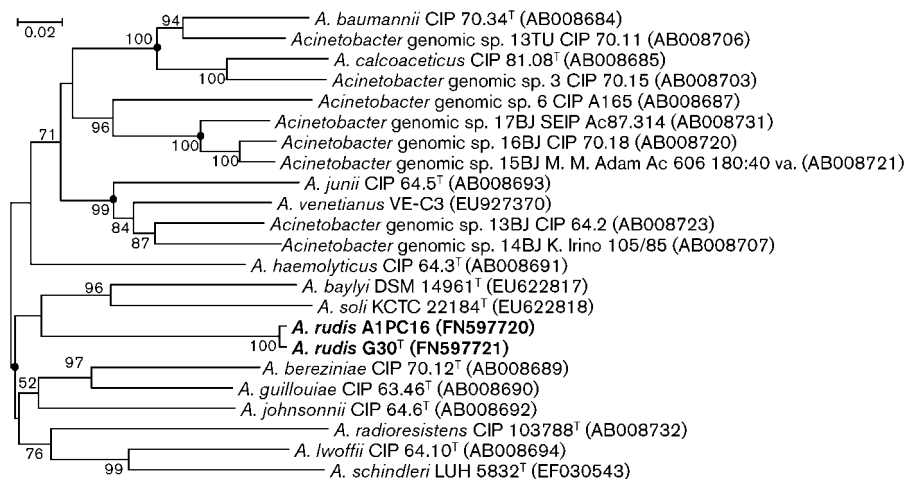 94
A. baumannii CIP 70.34ᵀ (AB008684)
0.02
100
Acinetobacter genomic sp. 13TU CIP 70.11 (AB008706)
A. calcoaceticus CIP 81.08ᵀ (AB008685)
100
Acinetobacter genomic sp. 3 CIP 70.15 (AB008703)
Acinetobacter genomic sp. 6 CIP A165 (AB008687)
96
Acinetobacter genomic sp. 17BJ SEIP Ac87.314 (AB008731)
71
100
Acinetobacter genomic sp. 16BJ CIP 70.18 (AB008720)
100
Acinetobacter genomic sp. 15BJ M. M. Adam Ac 606 180:40 va. (AB008721)
A. junii CIP 64.5ᵀ (AB008693)
99
A. venetianus VE-C3 (EU927370)
84
Acinetobacter genomic sp. 13BJ CIP 64.2 (AB008723)
87
Acinetobacter genomic sp. 14BJ K. Irino 105/85 (AB008707)
A. haemolyticus CIP 64.3ᵀ (AB008691)
96
A. baylyi DSM 14961ᵀ (EU622817)
A. soli KCTC 22184ᵀ (EU622818)
A. rudis A1PC16 (FN597720)
100
A. rudis G30ᵀ (FN597721)
97
A. bereziniae CIP 70.12ᵀ (AB008689)
52
A. guillouiae CIP 63.46ᵀ (AB008690)
A. johnsonnii CIP 64.6ᵀ (AB008692)
A. radioresistens CIP 103788ᵀ (AB008732)
76
A. lwoffii CIP 64.10ᵀ (AB008694)
99
A. schindleri LUH 5832ᵀ (EF030543)